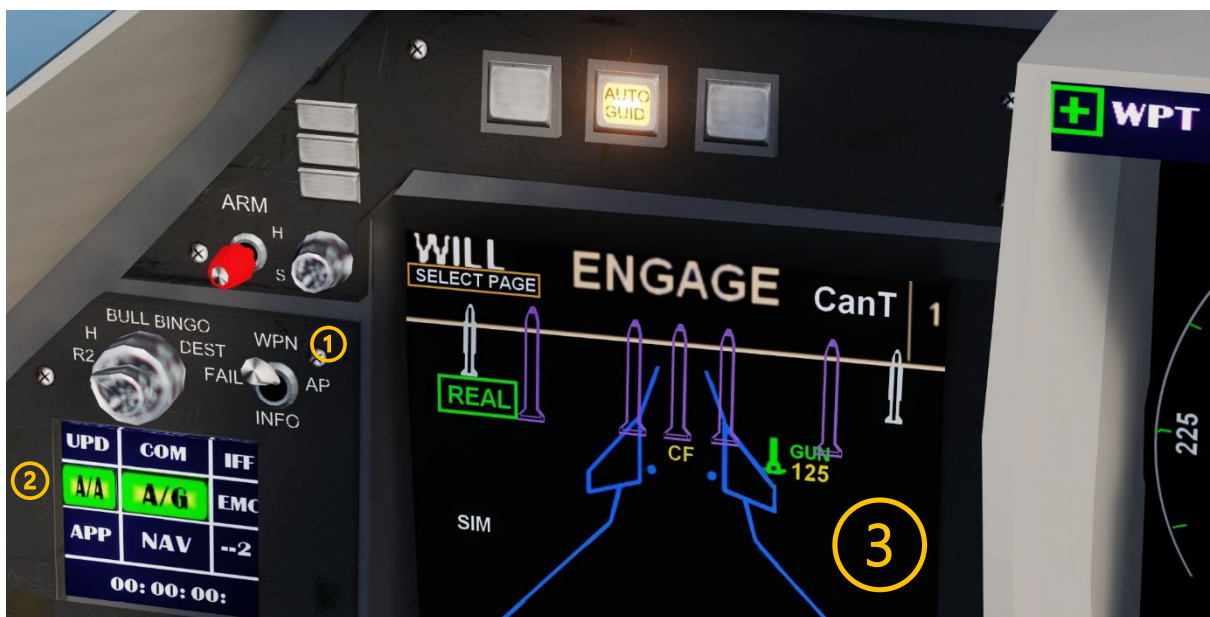 AUTO
GUID
WPT
ARM
H
S
WILL
SELECT PAGE
ENGAGE
CanT
1
BULL BINGO
H
R2
DEST
WPN
1
FAIL
AP
INFO
REAL
225
UPD
COM
IFF
2
A/A
A/G
EMC
CF
GUN
125
SIM
3
APP
NAV
--2
00: 00: 00: